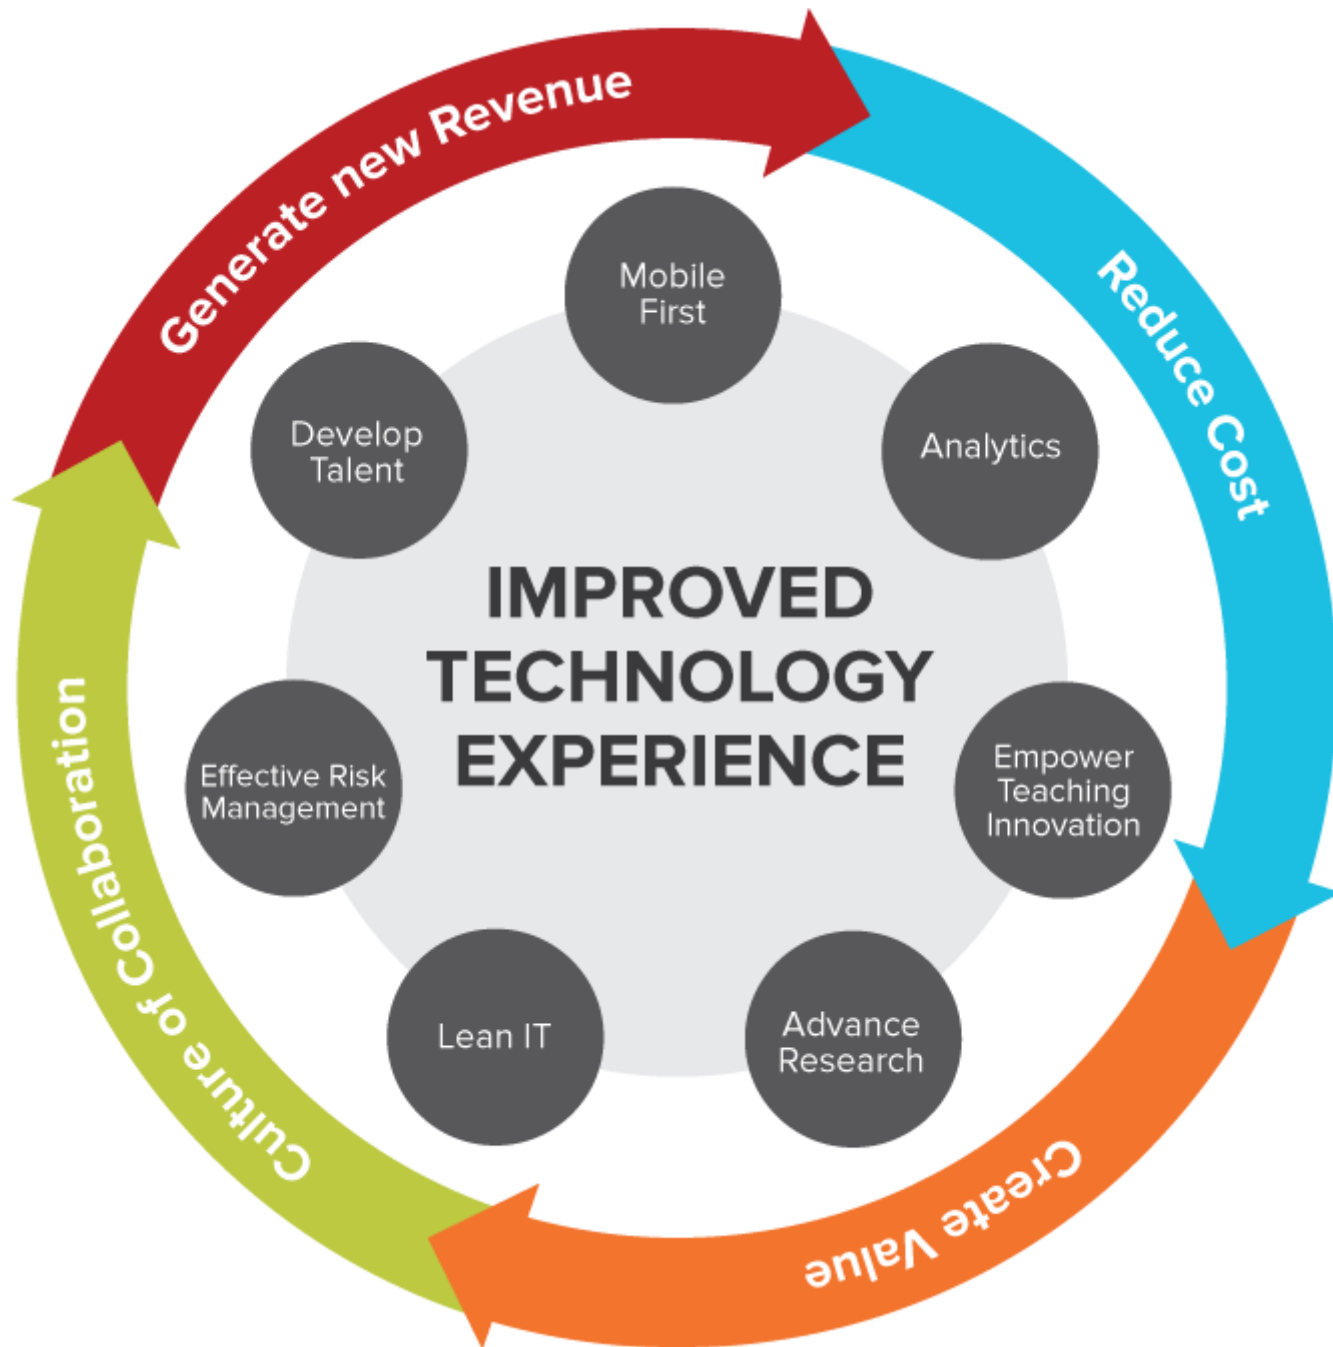 Generate new Revenue
Reduce Cost
Create Value
Culture of Collaboration
Mobile
First
Analytics
Empower
Teaching
Innovation
Advance
Research
Lean IT
Effective Risk
Management
Develop
Talent
IMPROVED
TECHNOLOGY
EXPERIENCE